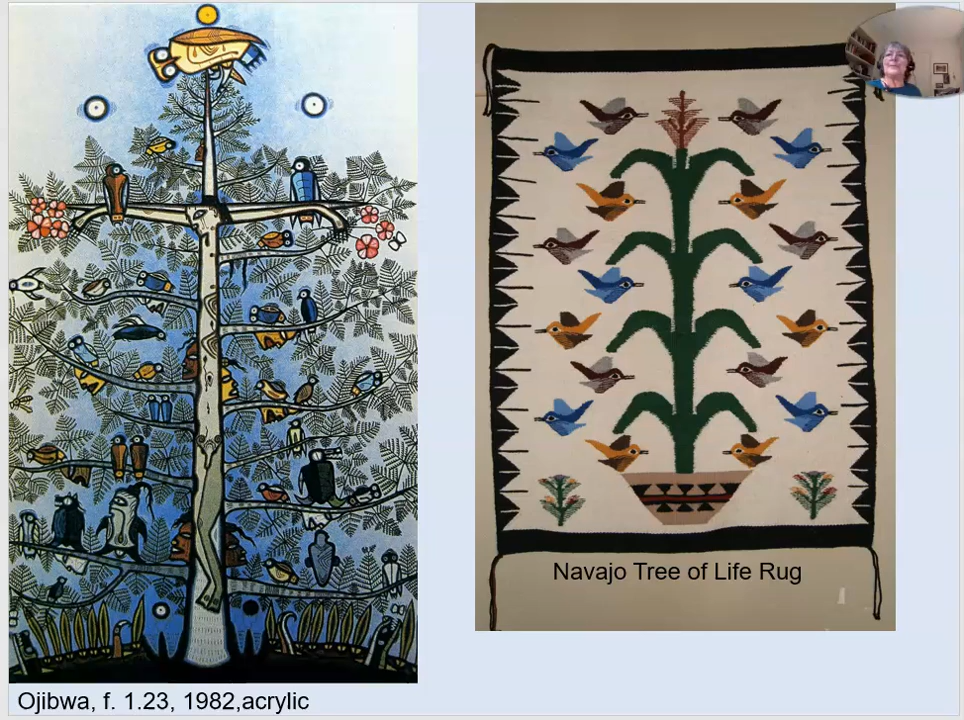 Navajo Tree of Life Rug
Ojibwa, f. 1.23, 1982,acrylic